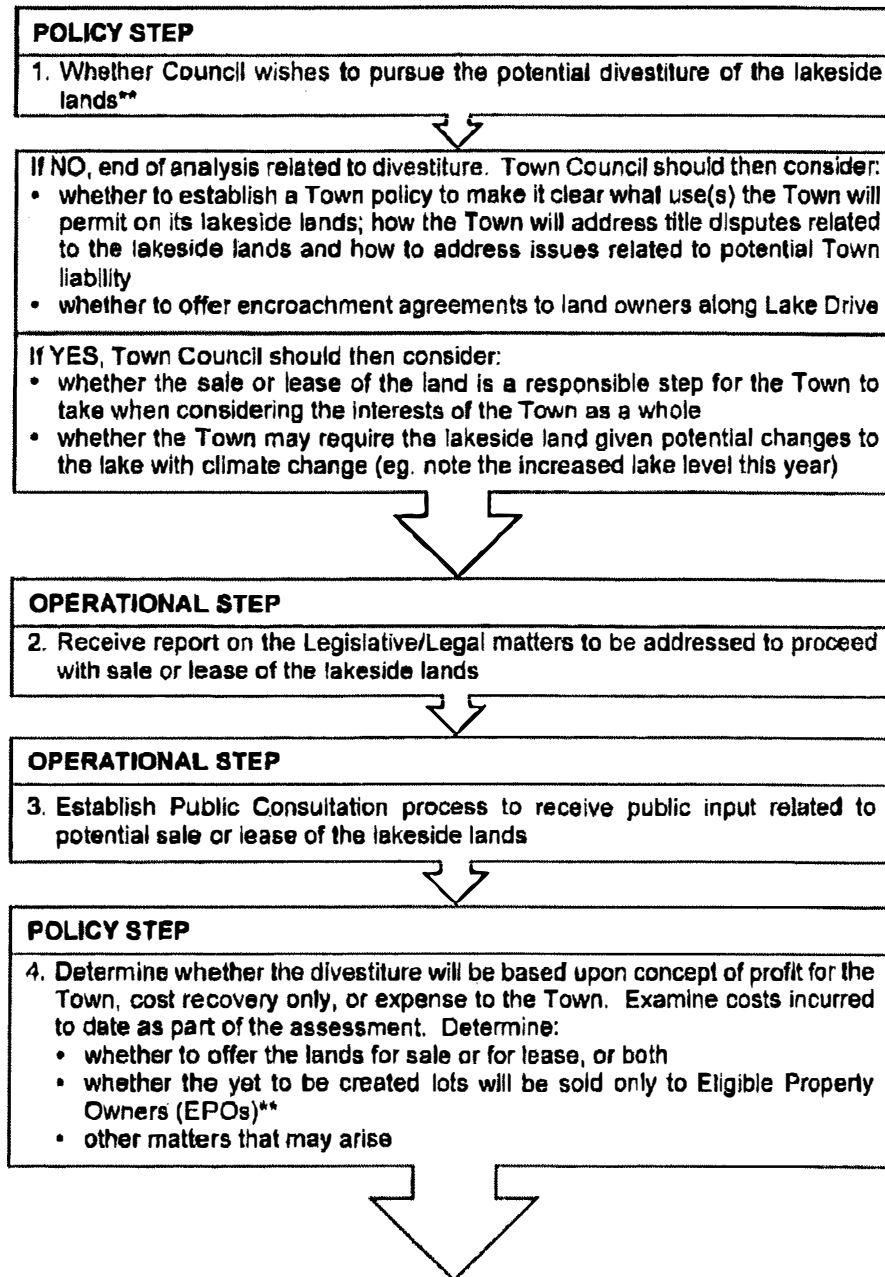 POLICY STEP
1. Whether Council wishes to pursue the potential divestiture of the lakeside
lands**
If NO, end of analysis related to divestiture. Town Council should then consider:
• whether to establish a Town policy to make it clear what use(s) the Town will
permit on its lakeside lands; how the Town will address title disputes related
to the lakeside lands and how to address issues related to potential Town
liability
• whether to offer encroachment agreements to land owners along Lake Drive
If YES, Town Council should then consider:
• whether the sale or lease of the land is a responsible step for the Town to
take when considering the interests of the Town as a whole
• whether the Town may require the lakeside land given potential changes to
the lake with climate change (eg. note the increased lake level this year)
OPERATIONAL STEP
2. Receive report on the Legislative/Legal matters to be addressed to proceed
with sale or lease of the lakeside lands
OPERATIONAL STEP
3. Establish Public Consultation process to receive public input related to
potential sale or lease of the lakeside lands
POLICY STEP
4. Determine whether the divestiture will be based upon concept of profit for the
Town, cost recovery only, or expense to the Town. Examine costs incurred
to date as part of the assessment. Determine:
• whether to offer the lands for sale or for lease, or both
• whether the yet to be created lots will be sold only to Eligible Property
Owners (EPOs)**
• other matters that may arise